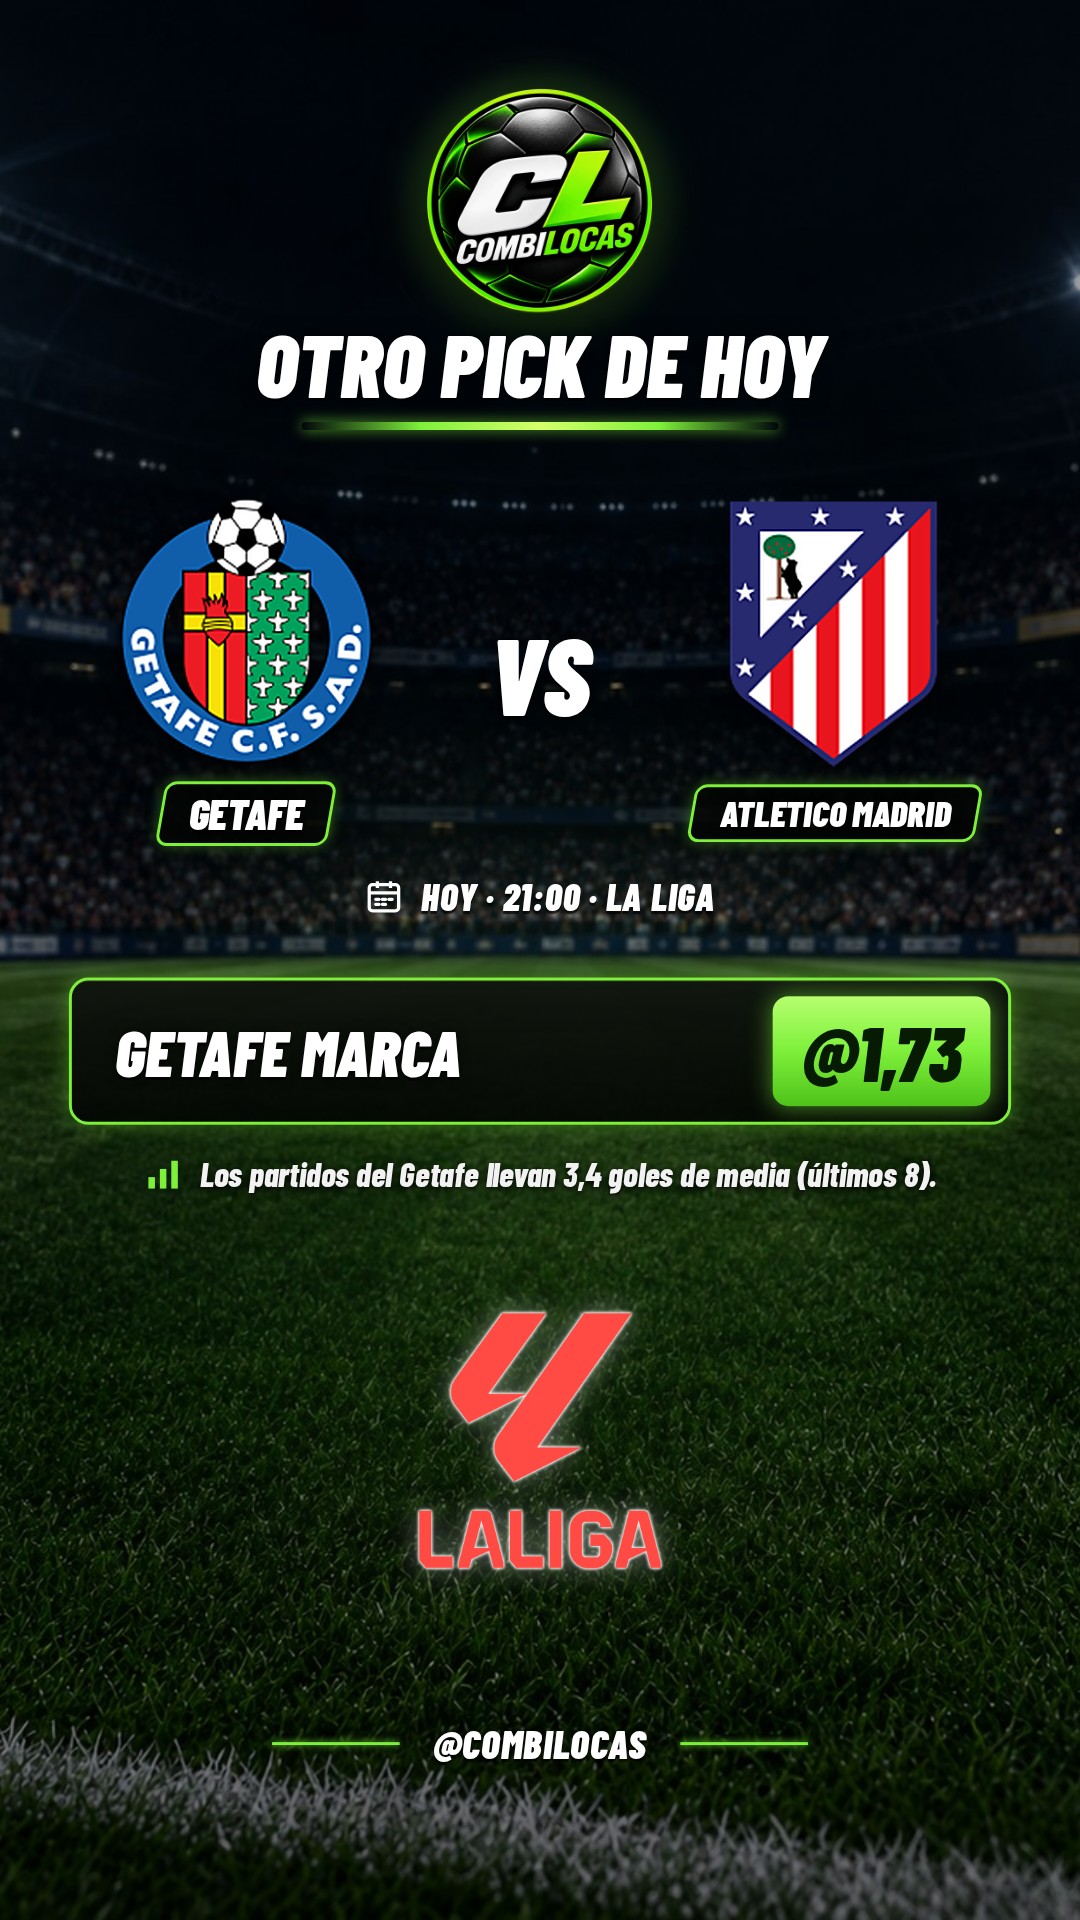 CL
COMBILOCAS
OTRO PICK DE HOY
GETAFE C.F. S.A.D.
VS
GETAFE
ATLETICO MADRID
HOY · 21:00 · LA LIGA
GETAFE MARCA
@1,73
Los partidos del Getafe llevan 3,4 goles de media (últimos 8).
LALIGA
@COMBILOCAS